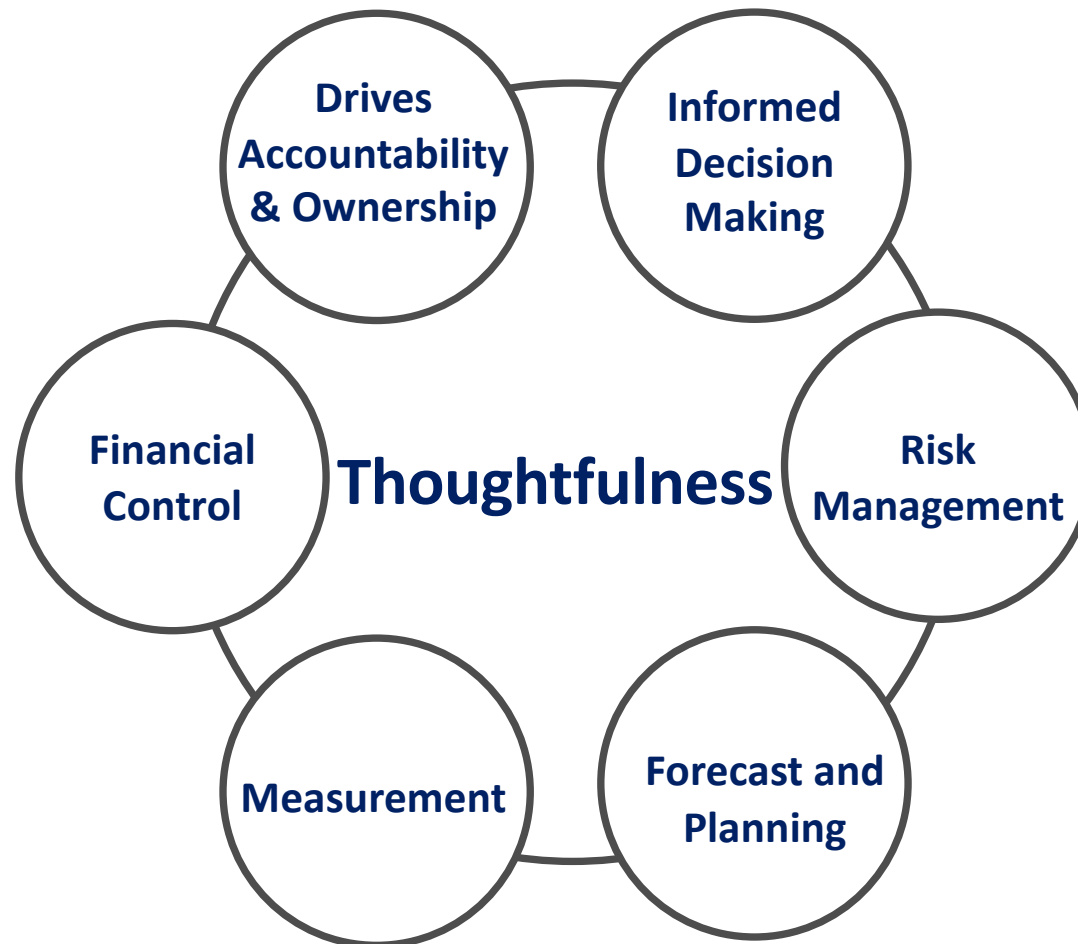 Drives
Accountability
& Ownership
Informed
Decision
Making
Financial
Control
Thoughtfulness
Risk
Management
Measurement
Forecast and
Planning